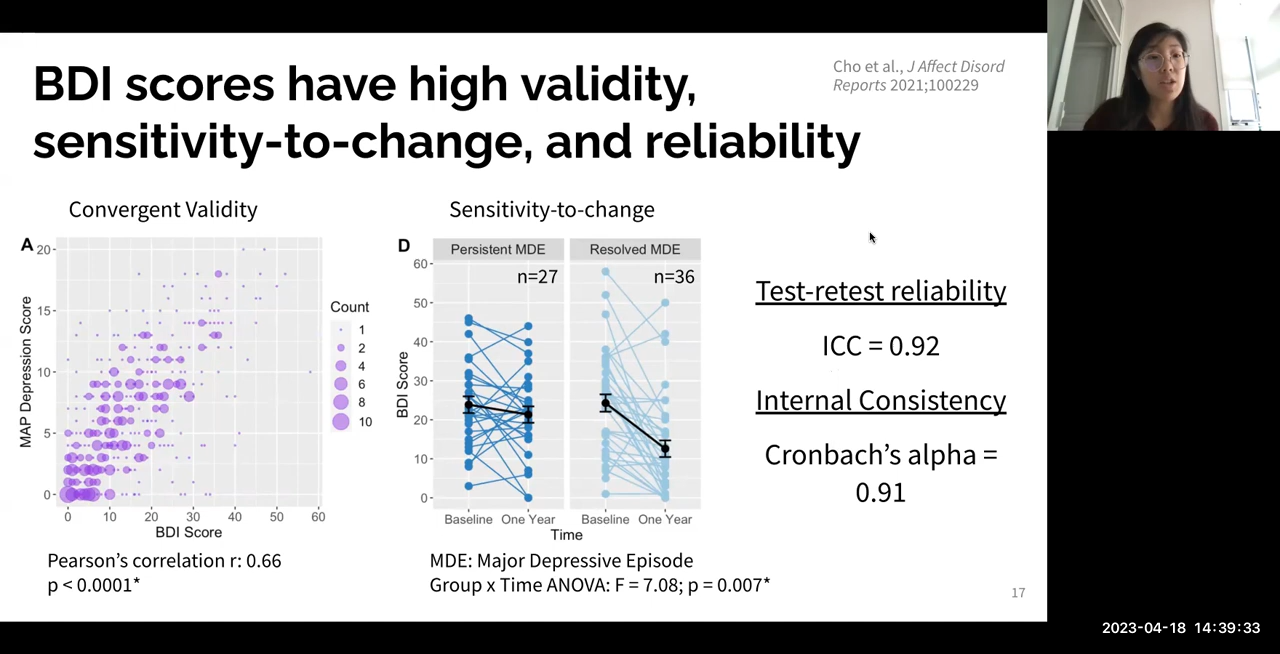 BDI scores have high validity,
sensitivity-to-change, and reliability
Cho et al., J Affect Disord
Reports 2021;100229
Convergent Validity
A
MAP Depression Score
20
15
10
5
0
0 10 20 30 40 50 60
BDI Score
Count
1
2
4
6
8
10
Pearson’s correlation r: 0.66
p < 0.0001*
Sensitivity-to-change
D
Persistent MDE Resolved MDE
n=27 n=36
BDI Score
60
50
40
30
20
10
0
Baseline One Year Baseline One Year
Time
MDE: Major Depressive Episode
Group x Time ANOVA: F = 7.08; p = 0.007*
Test-retest reliability
ICC = 0.92
Internal Consistency
Cronbach’s alpha =
0.91
17
2023-04-18 14:39:33